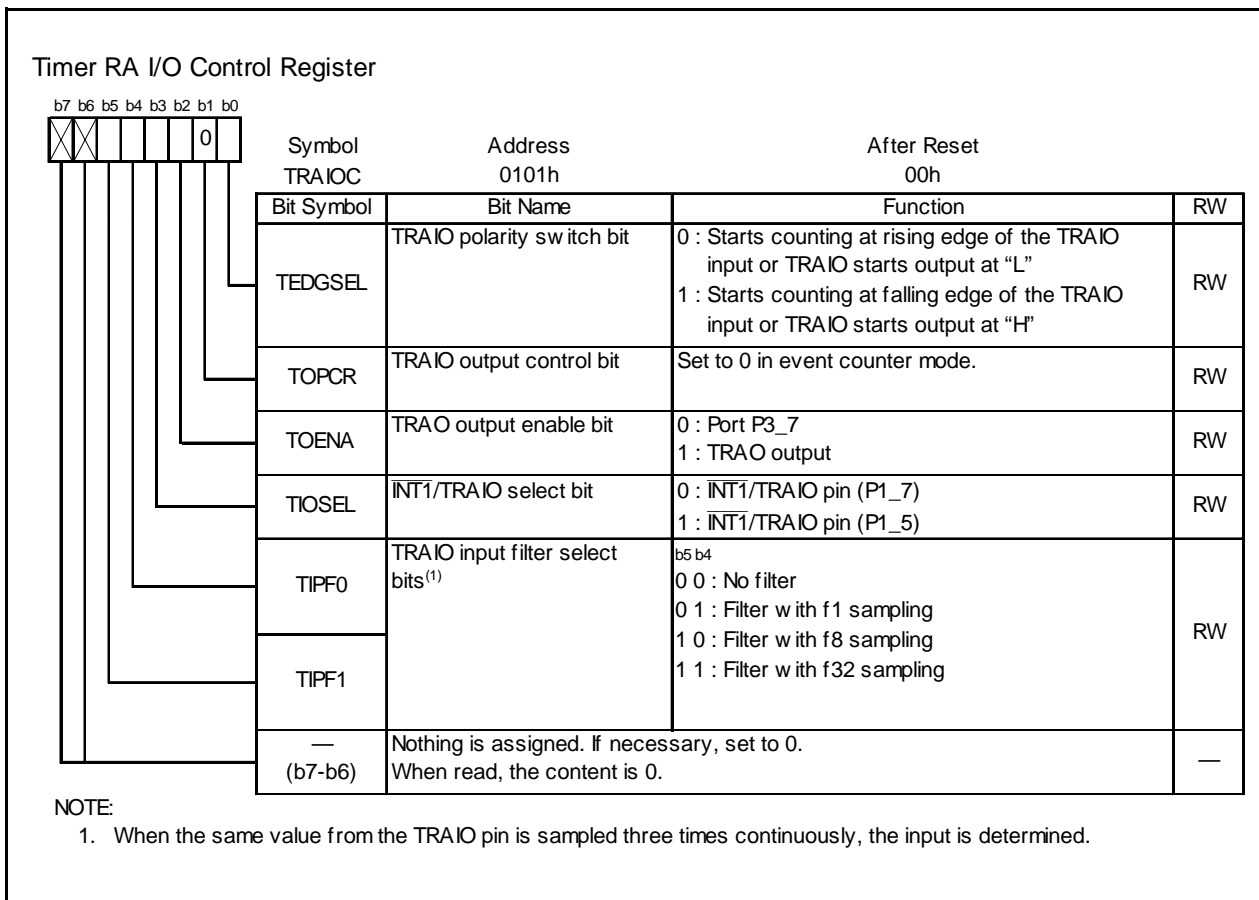 Timer RA I/O Control Register
b7 b6 b5 b4 b3 b2 b1 b0
0
Symbol Address After Reset
TRAIOC 0101h 00h
Bit Symbol Bit Name Function RW
TEDGSEL TRAIO polarity switch bit 0 : Starts counting at rising edge of the TRAIO
input or TRAIO starts output at “L”
1 : Starts counting at falling edge of the TRAIO
input or TRAIO starts output at “H”
RW
TOPCR TRAIO output control bit Set to 0 in event counter mode. RW
TOENA TRAO output enable bit 0 : Port P3_7
1 : TRAO output
RW
TIOSEL INT1/TRAIO select bit 0 : INT1/TRAIO pin (P1_7)
1 : INT1/TRAIO pin (P1_5)
RW
TIPF0 TRAIO input filter select
bits(1)
b5 b4
0 0 : No filter
0 1 : Filter with f1 sampling
1 0 : Filter with f8 sampling
1 1 : Filter with f32 sampling
RW
TIPF1
—
(b7-b6)
Nothing is assigned. If necessary, set to 0.
When read, the content is 0.
—
NOTE:
1. When the same value from the TRAIO pin is sampled three times continuously, the input is determined.